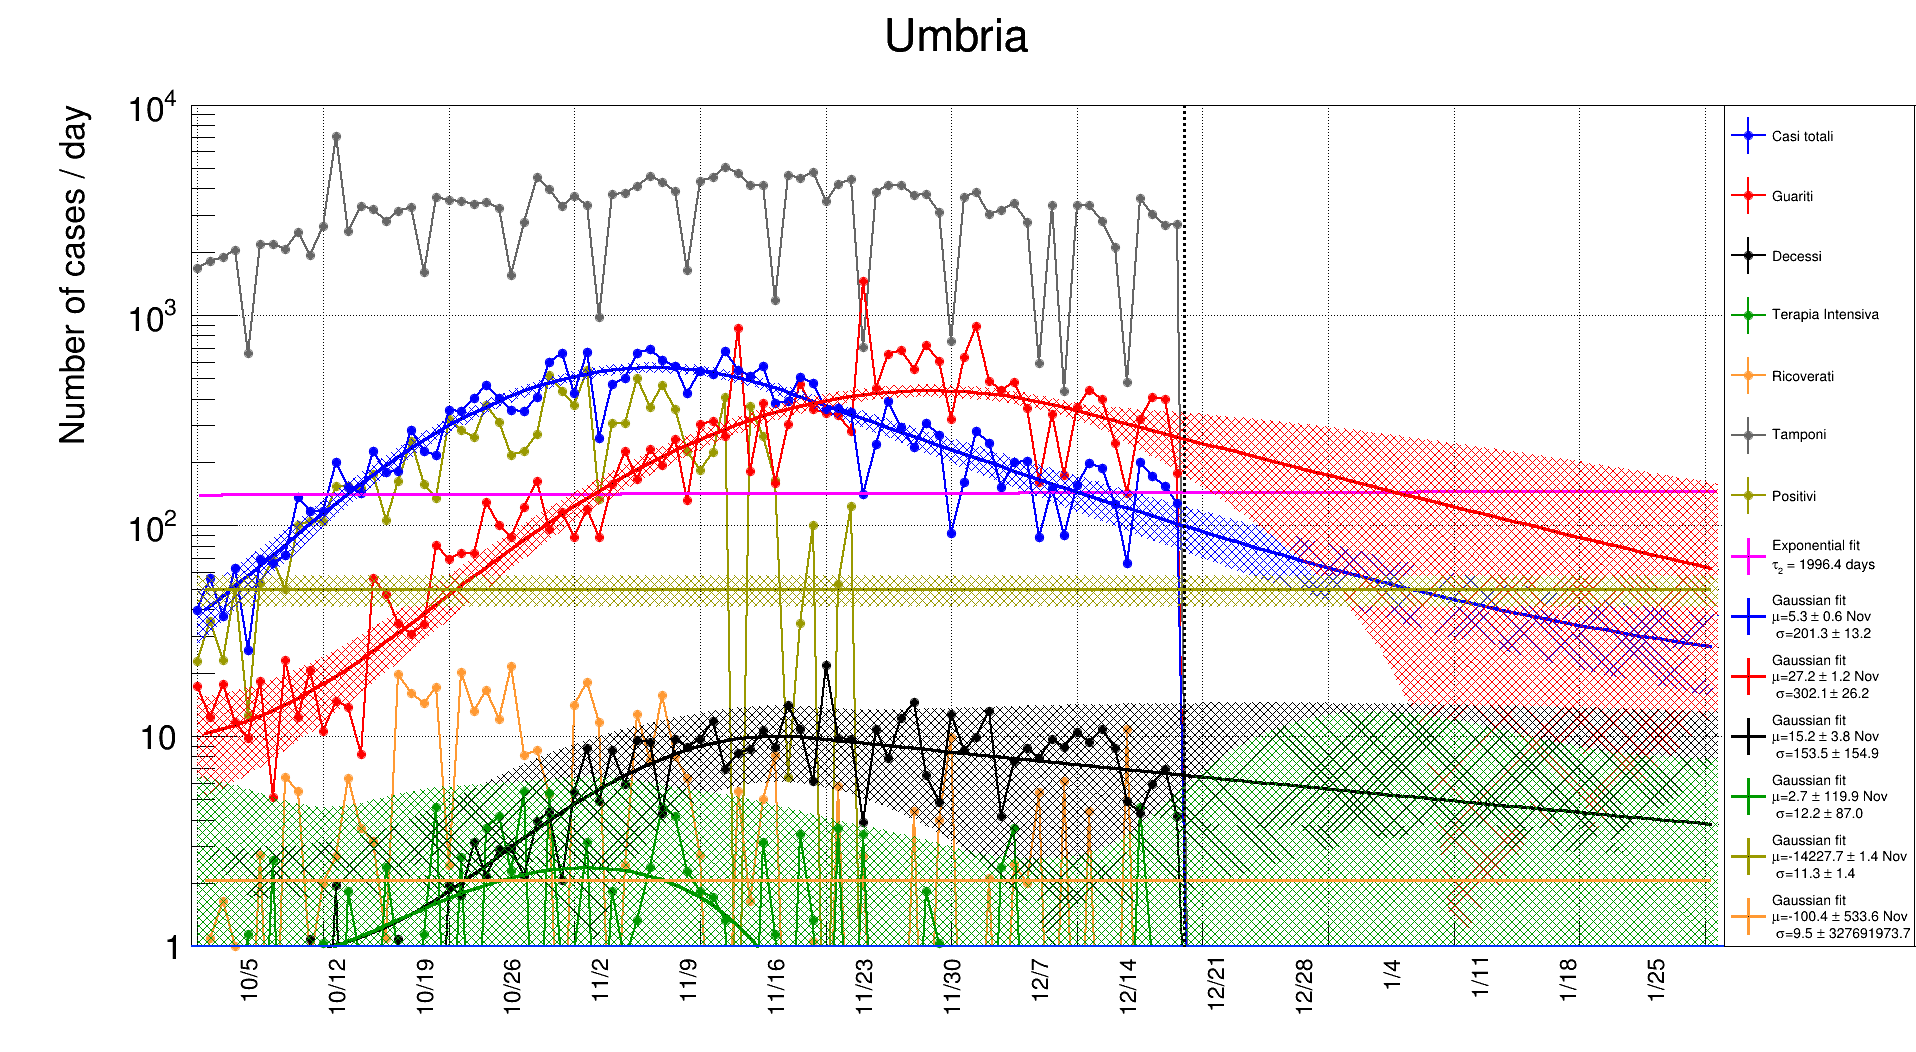 Umbria
Number of cases / day
10⁴
10³
10²
10
1
10/5
10/12
10/19
10/26
11/2
11/9
11/16
11/23
11/30
12/7
12/14
12/21
12/28
1/4
1/11
1/18
1/25
Casi totali
Guariti
Decessi
Terapia Intensiva
Ricoverati
Tamponi
Positivi
Exponential fit
τ₂ = 1996.4 days
Gaussian fit
μ=5.3 ± 0.6 Nov
σ=201.3 ± 13.2
Gaussian fit
μ=27.2 ± 1.2 Nov
σ=302.1 ± 26.2
Gaussian fit
μ=15.2 ± 3.8 Nov
σ=153.5 ± 154.9
Gaussian fit
μ=2.7 ± 119.9 Nov
σ=12.2 ± 87.0
Gaussian fit
μ=-14227.7 ± 1.4 Nov
σ=11.3 ± 1.4
Gaussian fit
μ=-100.4 ± 533.6 Nov
σ=9.5 ± 327691973.7